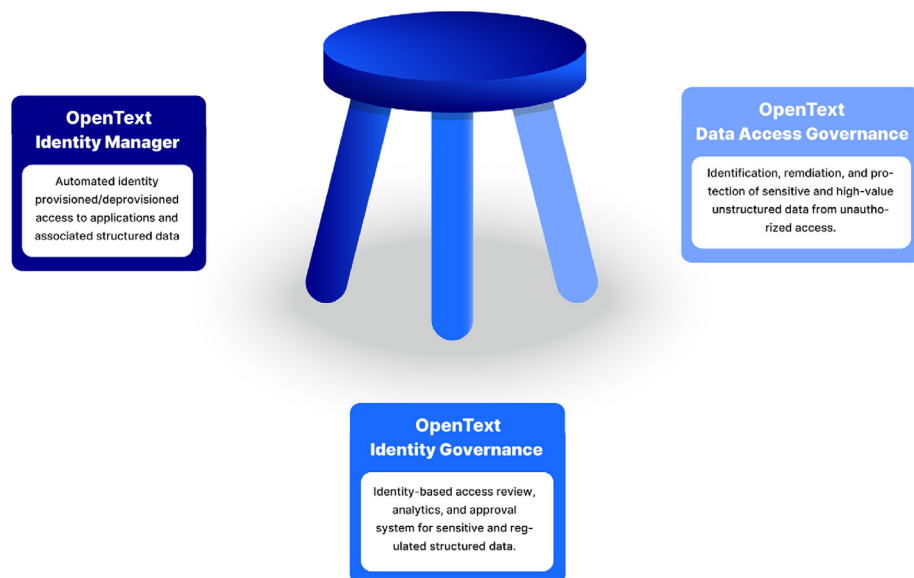 OpenText
Identity Manager
Automated identity
provisioned/deprovisioned
access to applications and
associated structured data
OpenText
Data Access Governance
Identification, remdiation, and pro-
tection of sensitive and high-value
unstructured data from unautho-
rized access.
OpenText
Identity Governance
Identity-based access review,
analytics, and approval
system for sensitive and reg-
ulated structured data.